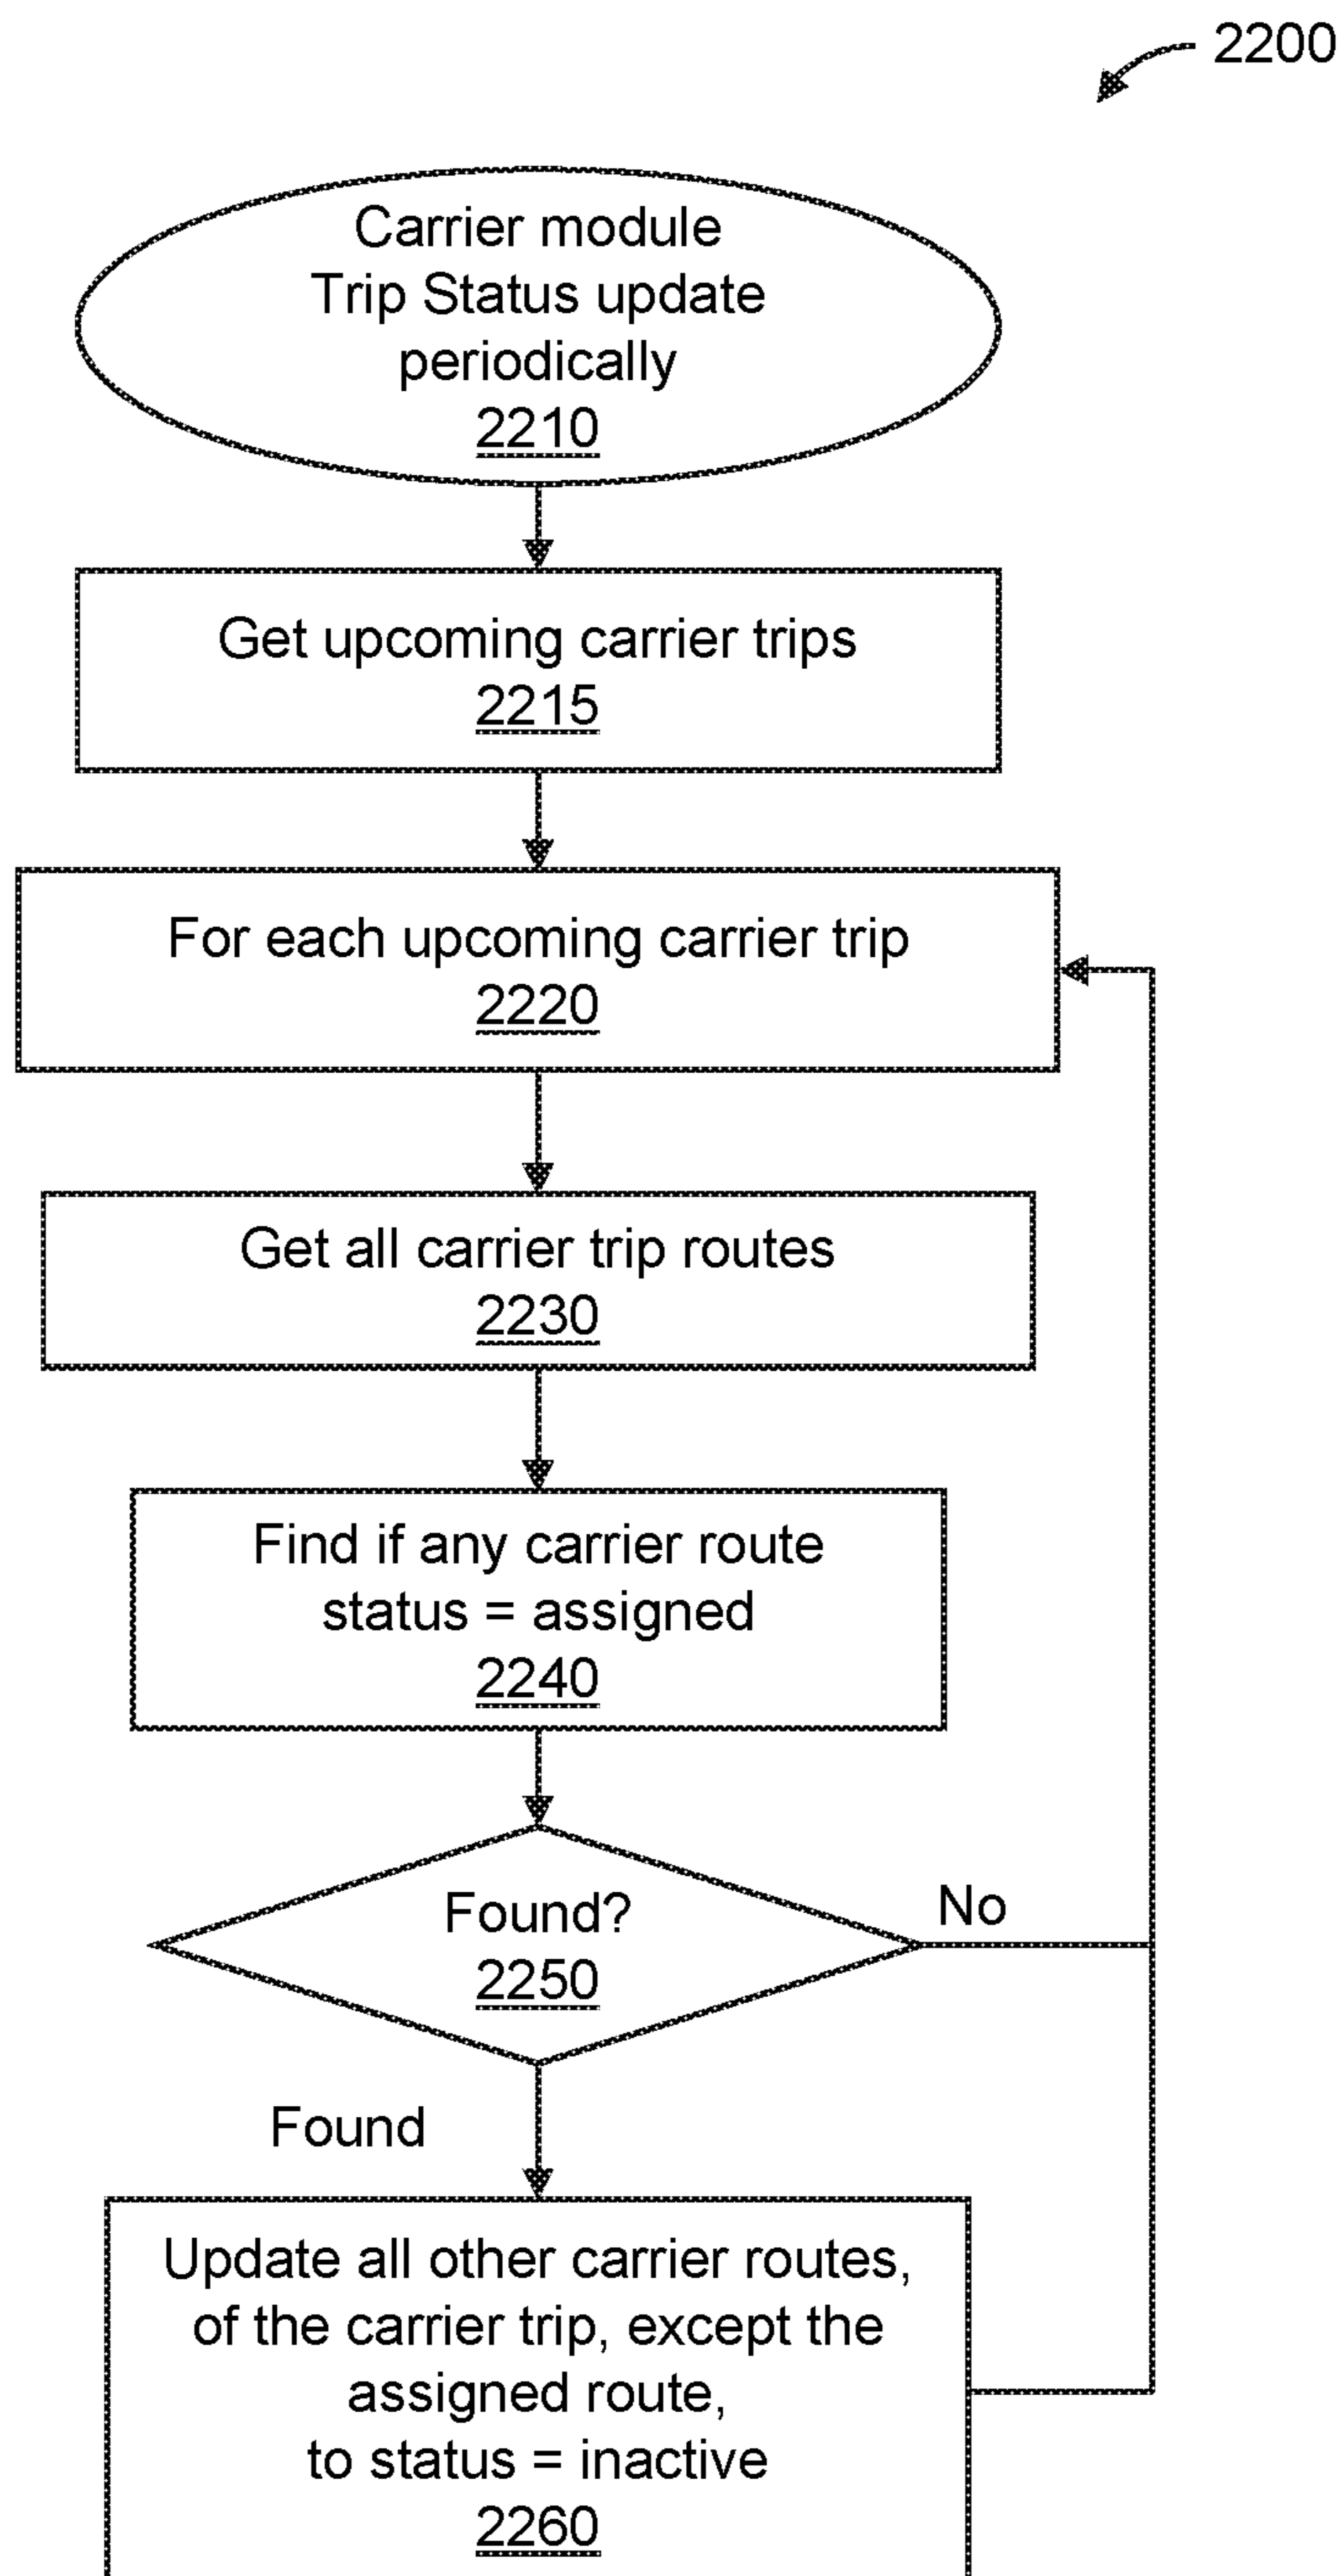 2200
Carrier module
Trip Status update
periodically
2210
Get upcoming carrier trips
2215
For each upcoming carrier trip
2220
Get all carrier trip routes
2230
Find if any carrier route
status = assigned
2240
Found?
2250
No
Found
Update all other carrier routes,
of the carrier trip, except the
assigned route,
to status = inactive
2260